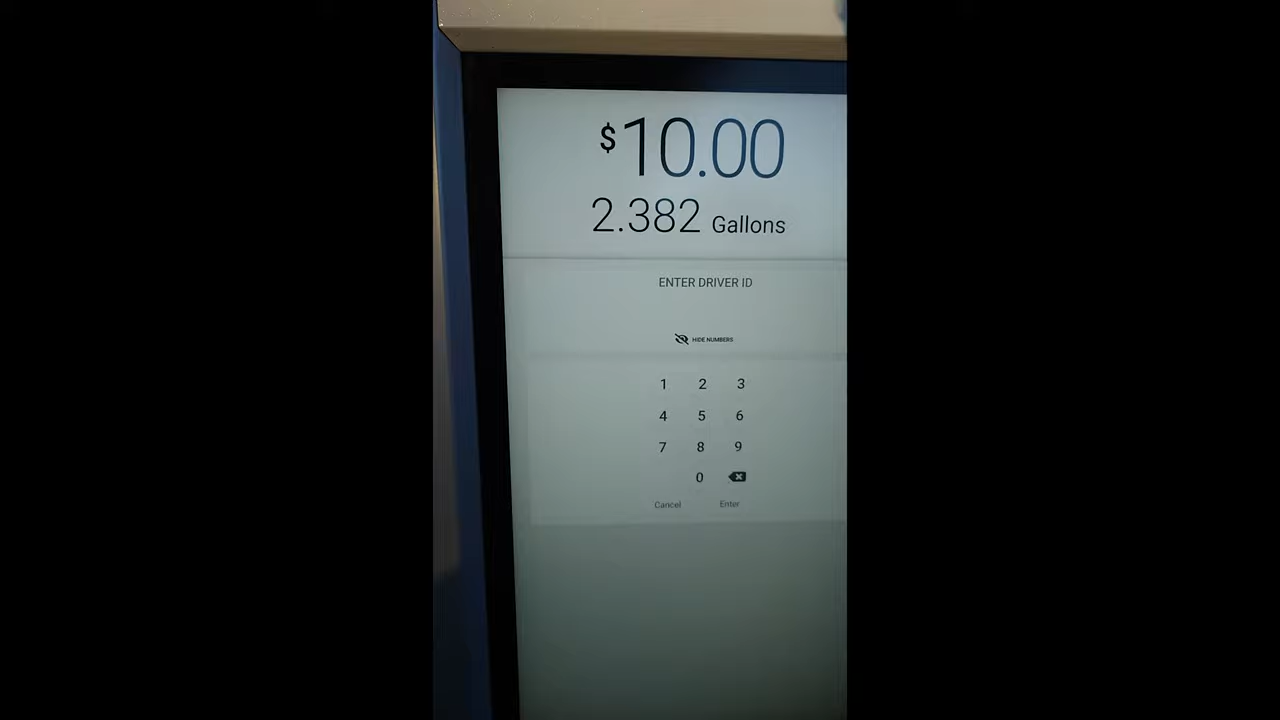 $10.00
2.382 Gallons
ENTER DRIVER ID
HIDE NUMBERS
1 2 3
4 5 6
7 8 9
0
Cancel Enter